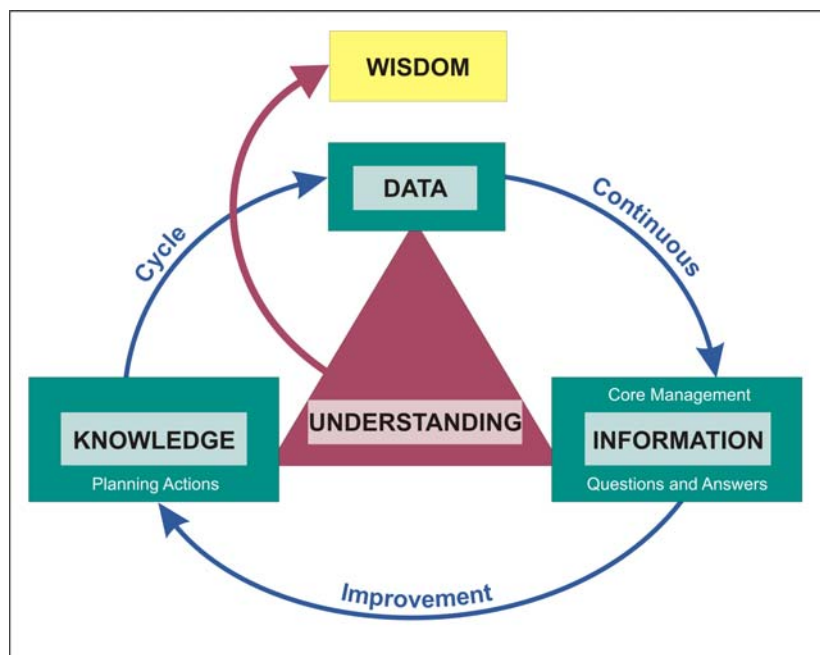 WISDOM
DATA
Continuous
Cycle
Core Management
KNOWLEDGE
UNDERSTANDING
INFORMATION
Planning Actions
Questions and Answers
Improvement